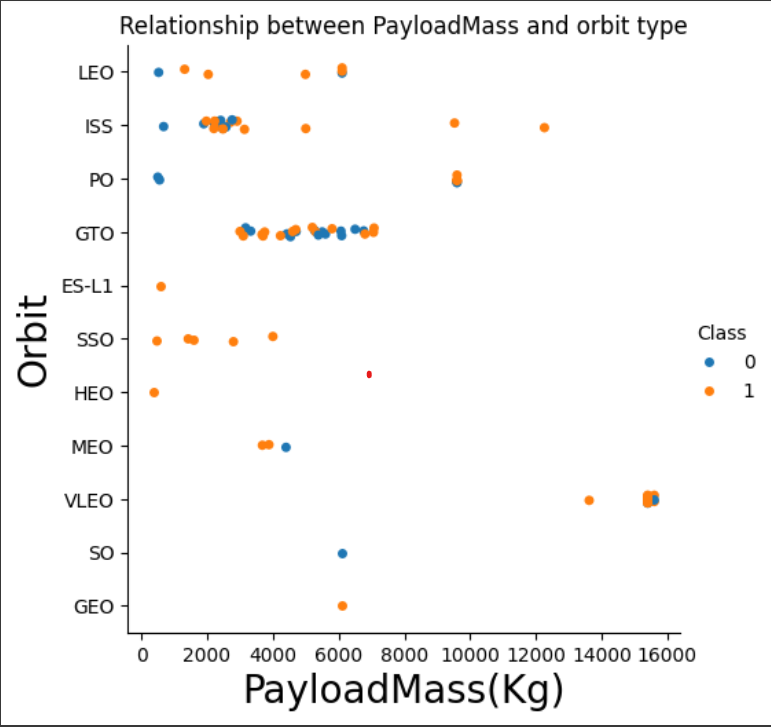 Relationship between PayloadMass and orbit type
LEO
ISS
PO
GTO
ES-L1
SSO
HEO
MEO
VLEO
SO
GEO
Orbit
Class
0
1
0 2000 4000 6000 8000 10000 12000 14000 16000
PayloadMass(Kg)